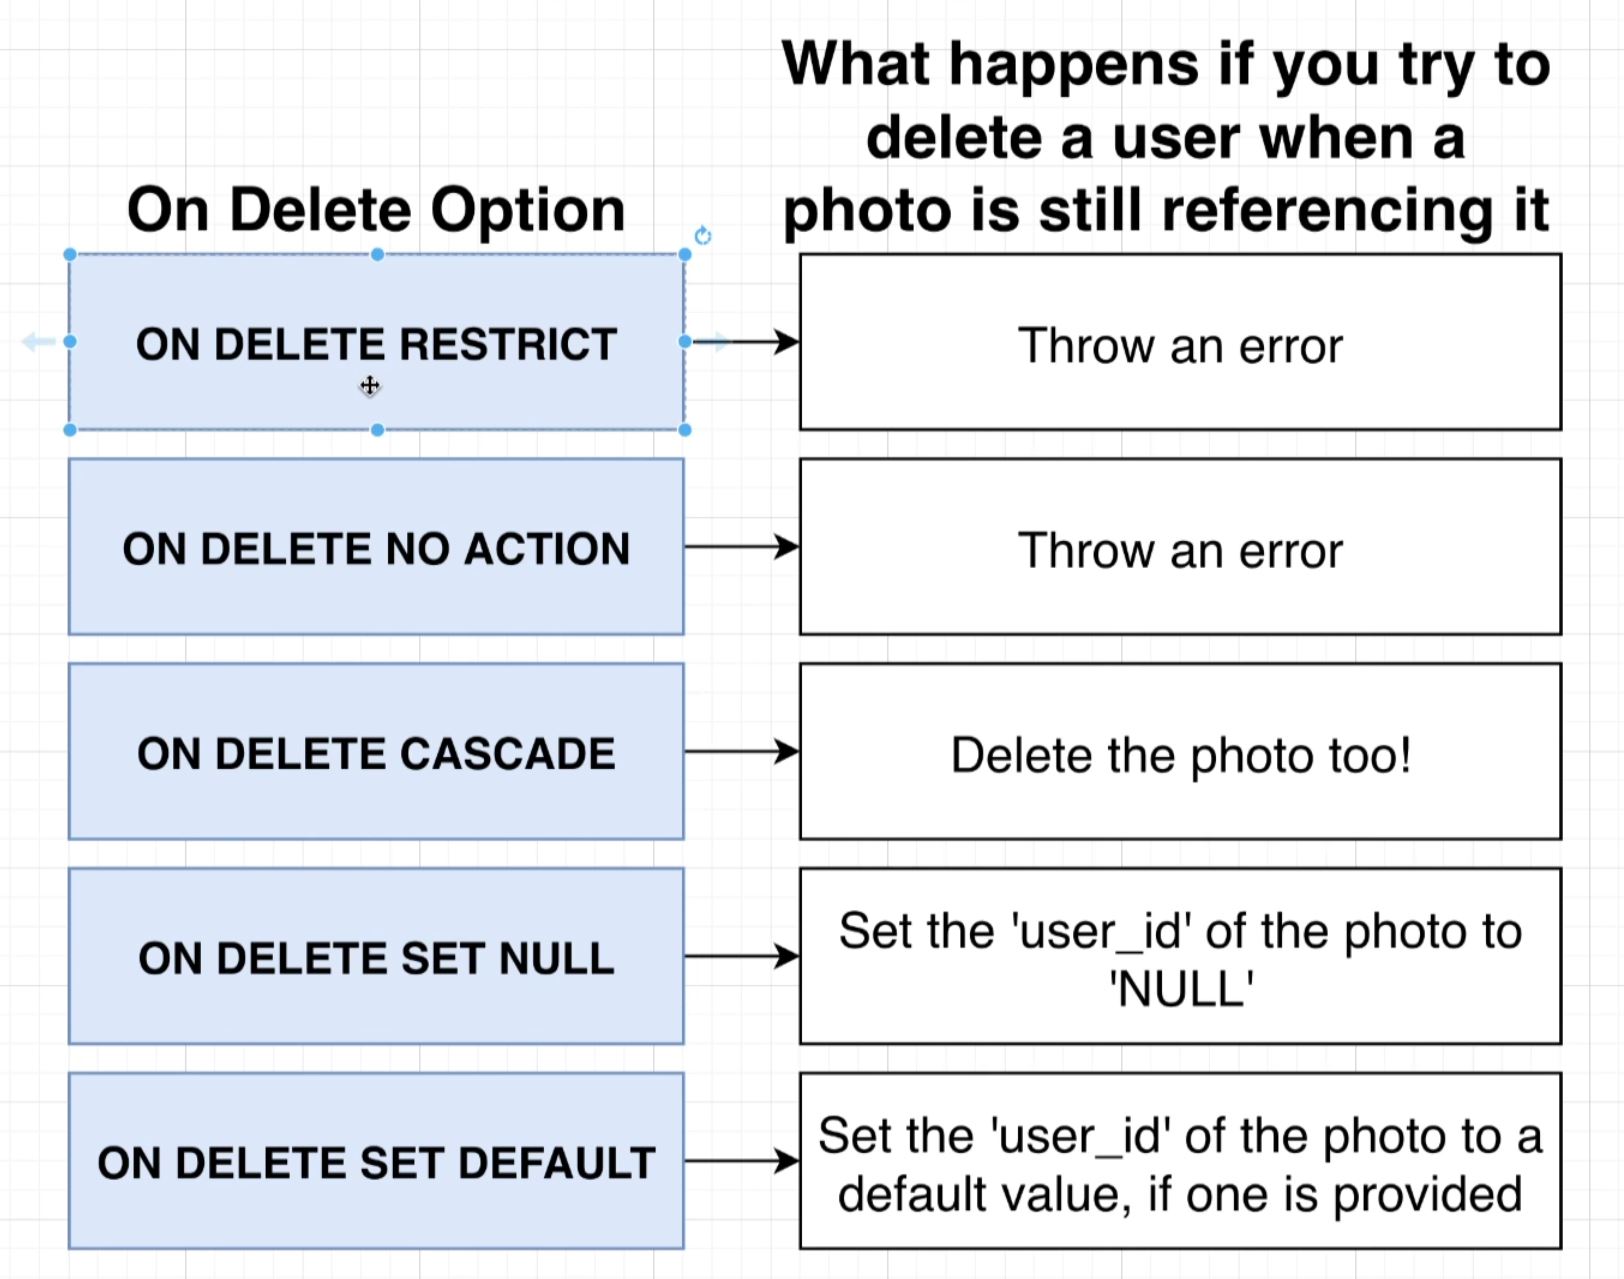 On Delete Option
What happens if you try to
delete a user when a
photo is still referencing it
ON DELETE RESTRICT
Throw an error
ON DELETE NO ACTION
Throw an error
ON DELETE CASCADE
Delete the photo too!
ON DELETE SET NULL
Set the 'user_id' of the photo to
'NULL'
ON DELETE SET DEFAULT
Set the 'user_id' of the photo to a
default value, if one is provided